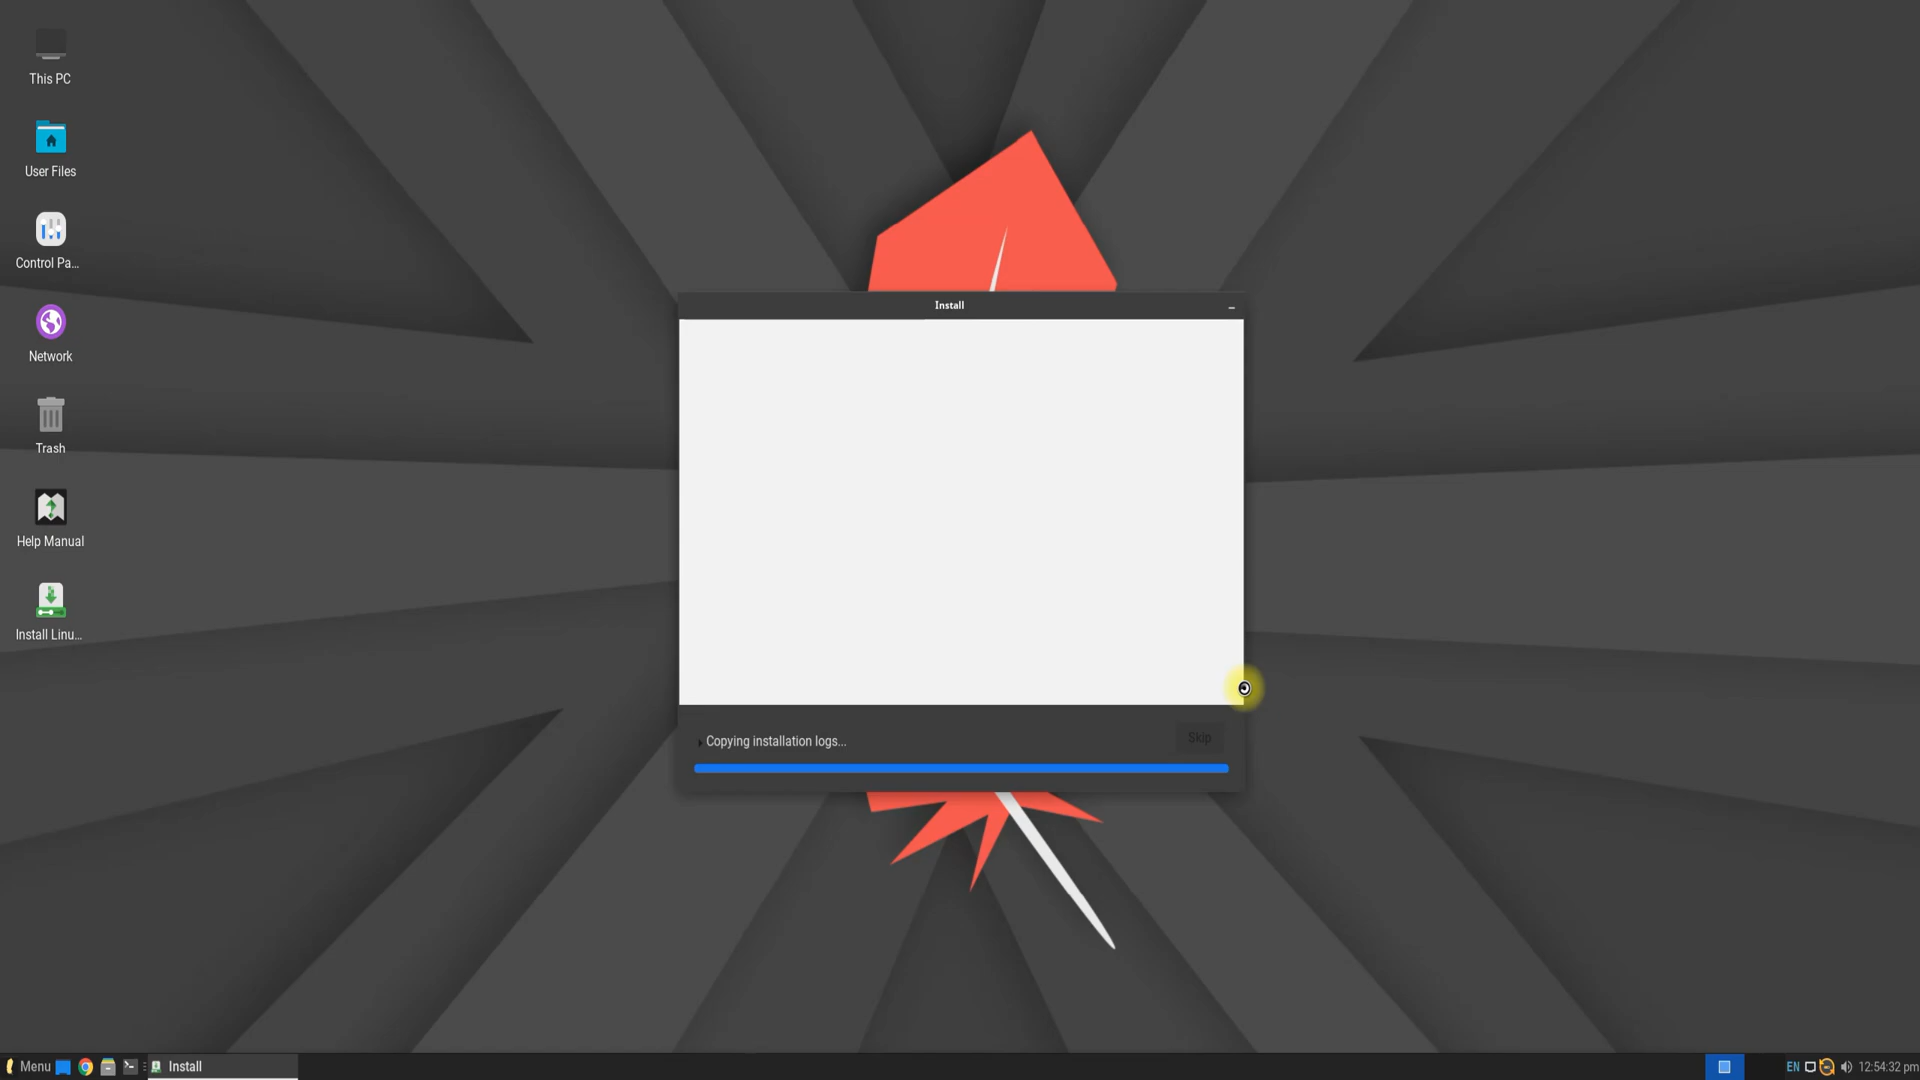 This PC
User Files
Control Pa...
Network
Trash
Help Manual
Install Linu...
Install
Copying installation logs...
Skip
Menu
Install
EN
12:54:32 pm